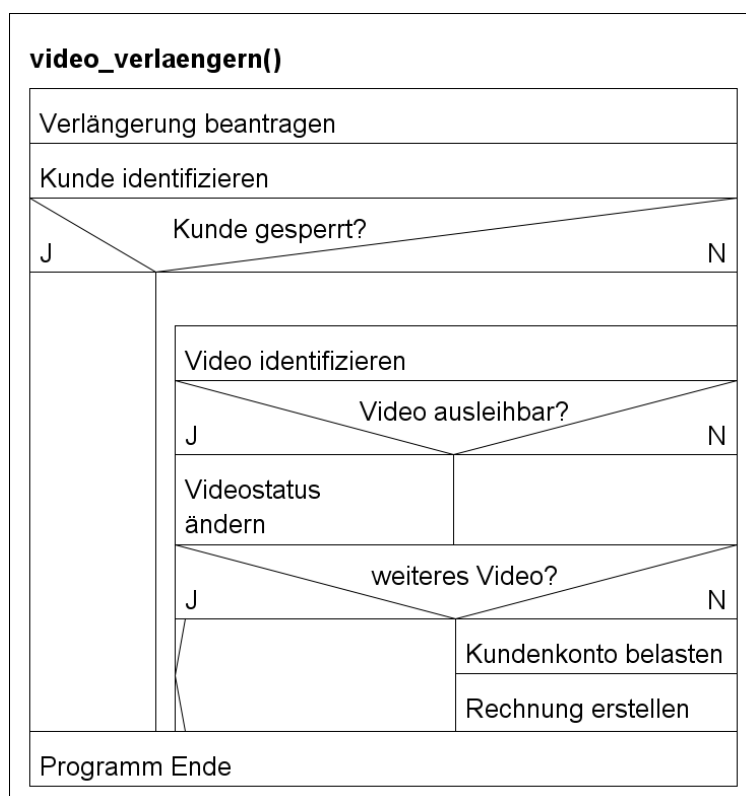 video_verlaengern()
Verlängerung beantragen
Kunde identifizieren
Kunde gesperrt?
J
N
Video identifizieren
Video ausleihbar?
J
N
Videostatus
ändern
weiteres Video?
J
N
Kundenkonto belasten
Rechnung erstellen
Programm Ende